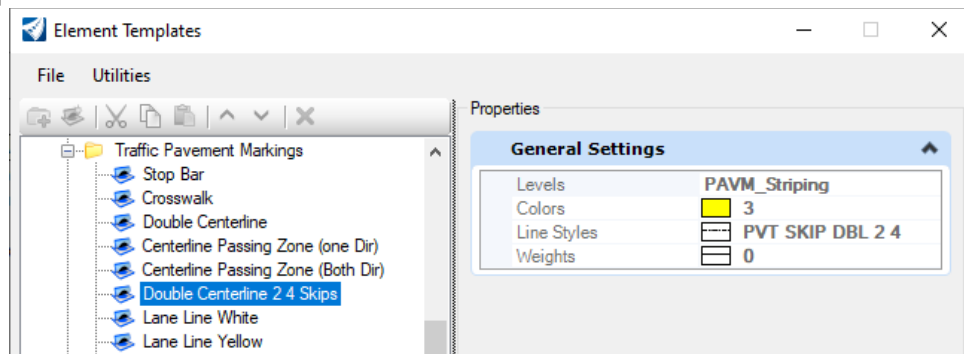 Element Templates
File Utilities
Properties
Traffic Pavement Markings
Stop Bar
Crosswalk
Double Centerline
Centerline Passing Zone (one Dir)
Centerline Passing Zone (Both Dir)
Double Centerline 2 4 Skips
Lane Line White
Lane Line Yellow
General Settings
Levels PAVM_Striping
Colors 3
Line Styles PVT SKIP DBL 2 4
Weights 0